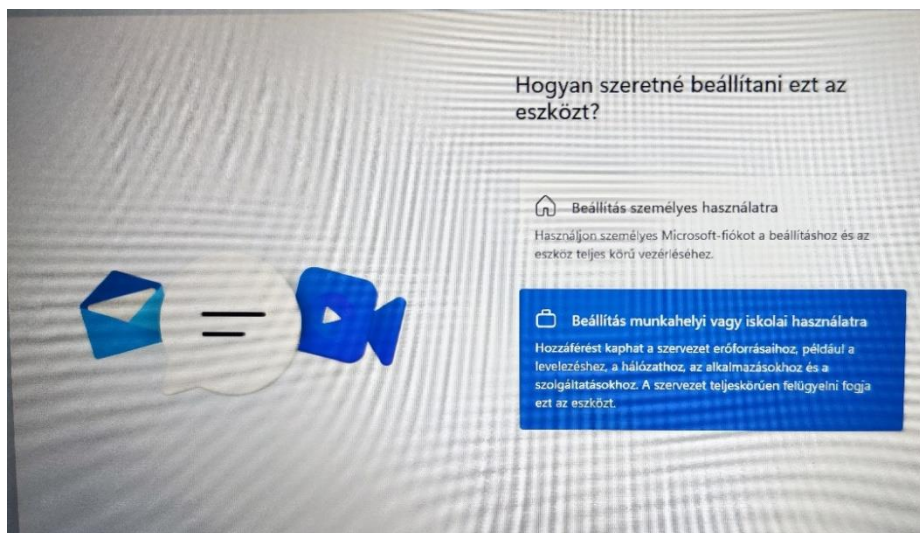 Hogyan szeretné beállítani ezt az
eszközt?
Beállítás személyes használatra
Használjon személyes Microsoft-fiókot a beállításhoz és az
eszköz teljes körű vezérléséhez.
Beállítás munkahelyi vagy iskolai használatra
Hozzáférést kaphat a szervezet erőforrásaihoz, például a
levelezéshez, a hálózathoz, az alkalmazásokhoz és a
szolgáltatásokhoz. A szervezet teljeskörűen felügyelni fogja
ezt az eszközt.